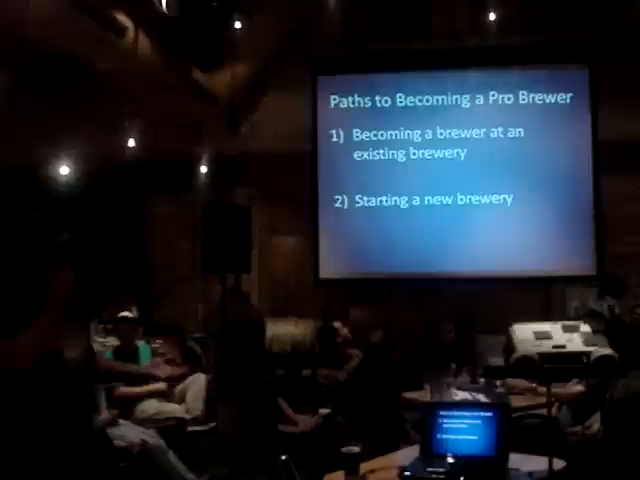 Paths to Becoming a Pro Brewer
1) Becoming a brewer at an
existing brewery
2) Starting a new brewery